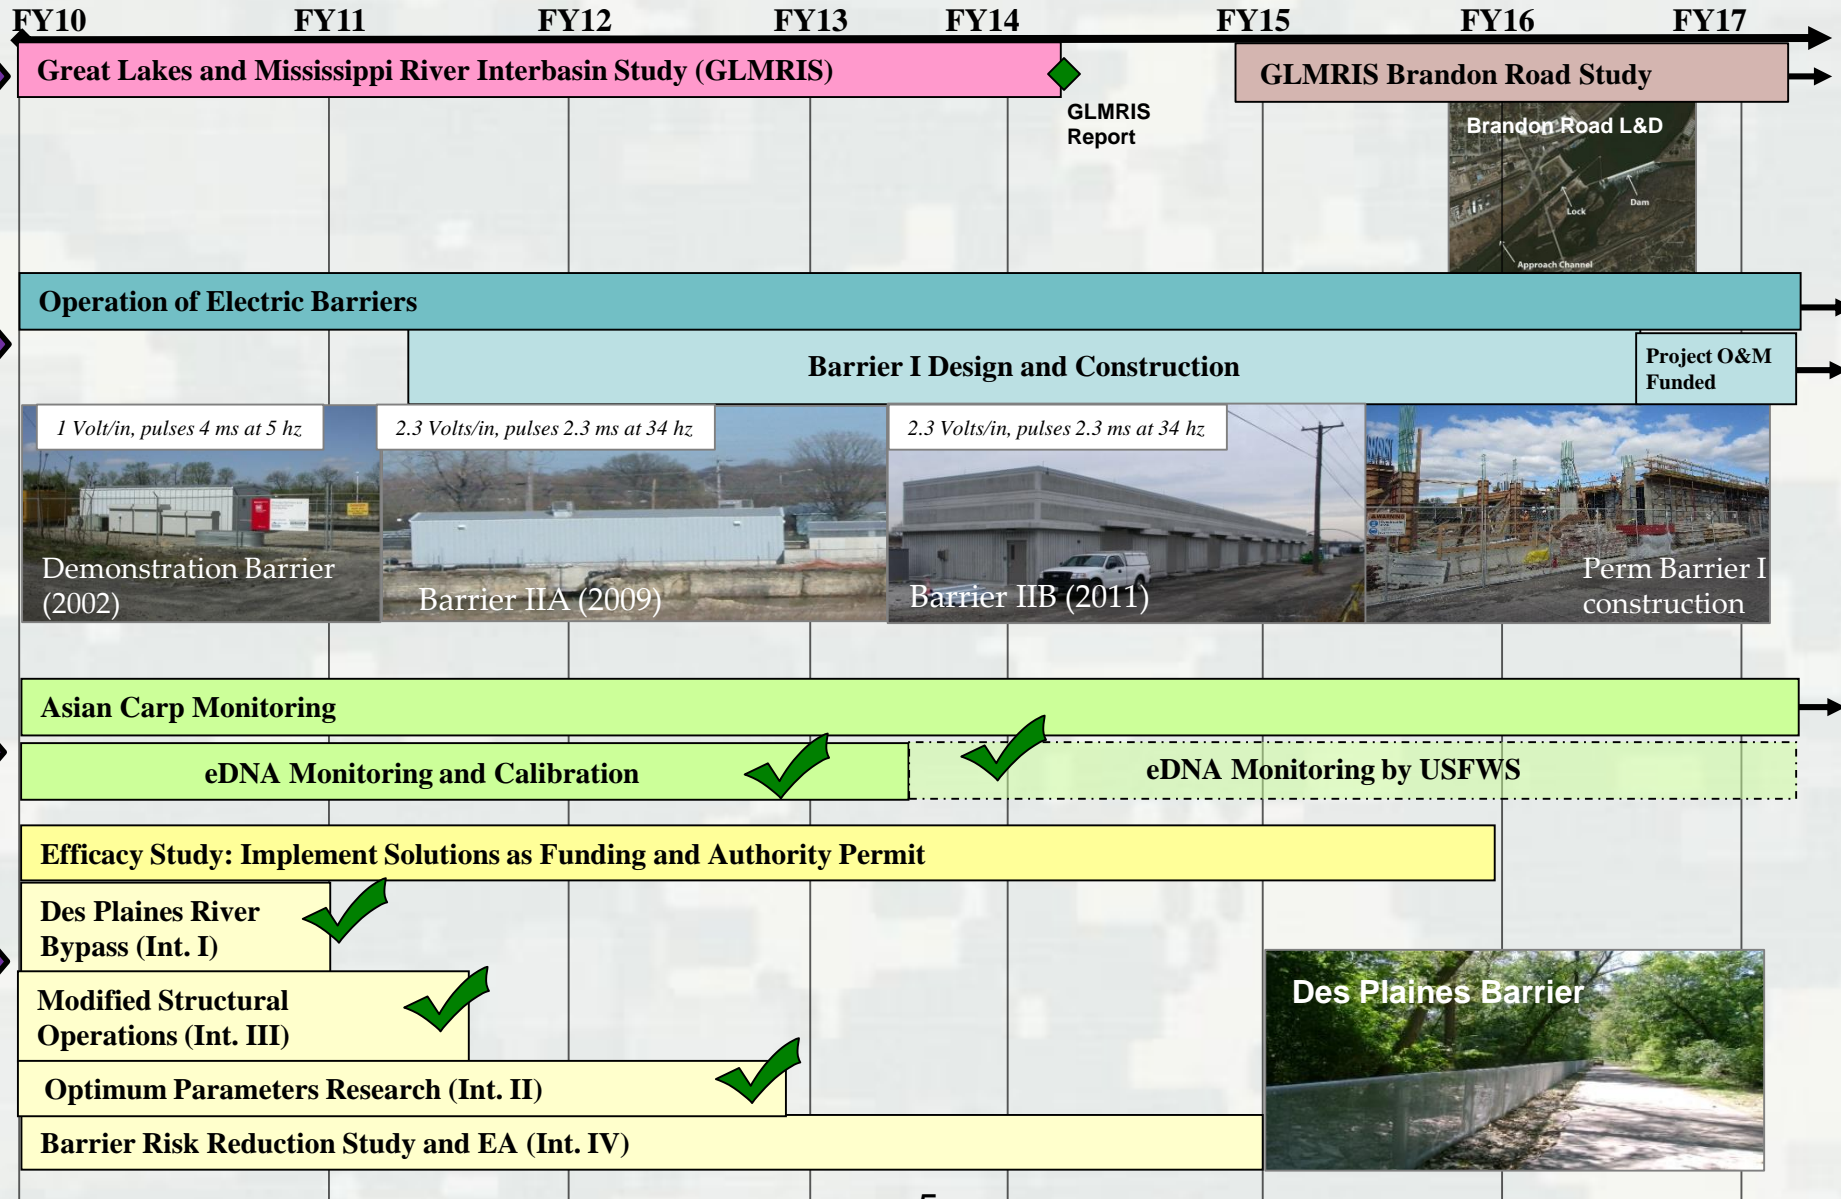 FY10 FY11 FY12 FY13 FY14 FY15 FY16 FY17
Great Lakes and Mississippi River Interbasin Study (GLMRIS)
GLMRIS Brandon Road Study
GLMRIS
Report
Brandon Road L&D
Lock
Dam
Approach Channel
Operation of Electric Barriers
Barrier I Design and Construction
Project O&M
Funded
1 Volt/in, pulses 4 ms at 5 hz
2.3 Volts/in, pulses 2.3 ms at 34 hz
2.3 Volts/in, pulses 2.3 ms at 34 hz
Demonstration Barrier
(2002)
Barrier IIA (2009)
Barrier IIB (2011)
Perm Barrier I
construction
Asian Carp Monitoring
eDNA Monitoring and Calibration
eDNA Monitoring by USFWS
Efficacy Study: Implement Solutions as Funding and Authority Permit
Des Plaines River
Bypass (Int. I)
Modified Structural
Operations (Int. III)
Optimum Parameters Research (Int. II)
Barrier Risk Reduction Study and EA (Int. IV)
Des Plaines Barrier